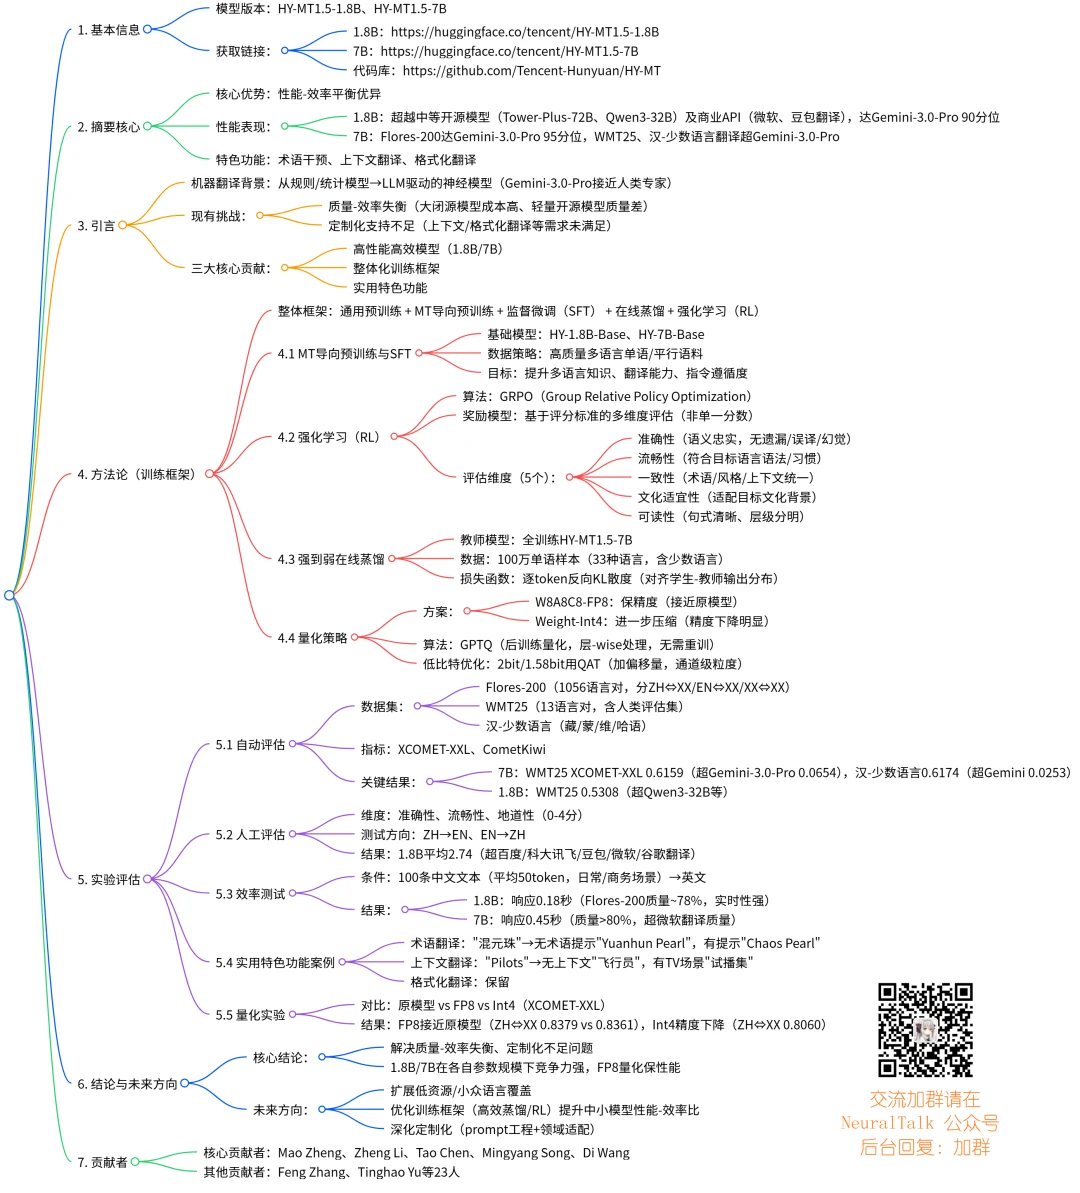 1. 基本信息
模型版本：HY-MT1.5-1.8B、HY-MT1.5-7B
获取链接：
1.8B：https://huggingface.co/tencent/HY-MT1.5-1.8B
7B：https://huggingface.co/tencent/HY-MT1.5-7B
代码库：https://github.com/Tencent-Hunyuan/HY-MT
2. 摘要核心
核心优势：性能-效率平衡优异
性能表现：
1.8B：超越中等开源模型（Tower-Plus-72B、Qwen3-32B）及商业API（微软、豆包翻译），达Gemini-3.0-Pro 90分位
7B：Flores-200达Gemini-3.0-Pro 95分位，WMT25、汉-少数语言翻译超Gemini-3.0-Pro
特色功能：术语干预、上下文翻译、格式化翻译
3. 引言
机器翻译背景：从规则/统计模型→LLM驱动的神经模型（Gemini-3.0-Pro接近人类专家）
现有挑战：
质量-效率失衡（大闭源模型成本高、轻量开源模型质量差）
定制化支持不足（上下文/格式化翻译等需求未满足）
三大核心贡献：
高性能高效模型（1.8B/7B）
整体化训练框架
实用特色功能
4. 方法论（训练框架）
整体框架：通用预训练 + MT导向预训练 + 监督微调（SFT） + 在线蒸馏 + 强化学习（RL）
4.1 MT导向预训练与SFT
基础模型：HY-1.8B-Base、HY-7B-Base
数据策略：高质量多语言单语/平行语料
目标：提升多语言知识、翻译能力、指令遵循度
4.2 强化学习（RL）
算法：GRPO（Group Relative Policy Optimization）
奖励模型：基于评分标准的多维度评估（非单一分数）
评估维度（5个）：
准确性（语义忠实，无遗漏/误译/幻觉）
流畅性（符合目标语言语法/习惯）
一致性（术语/风格/上下文统一）
文化适宜性（适配目标文化背景）
可读性（句式清晰、层级分明）
4.3 强到弱在线蒸馏
教师模型：全训练HY-MT1.5-7B
数据：100万单语样本（33种语言，含少数语言）
损失函数：逐token反向KL散度（对齐学生-教师输出分布）
4.4 量化策略
方案：
W8A8C8-FP8：保精度（接近原模型）
Weight-Int4：进一步压缩（精度下降明显）
算法：GPTQ（后训练量化，层-wise处理，无需重训）
低比特优化：2bit/1.58bit用QAT（加偏移量，通道级粒度）
5. 实验评估
5.1 自动评估
数据集：
Flores-200（1056语言对，分ZH⇔XX/EN⇔XX/XX⇔XX）
WMT25（13语言对，含人类评估集）
汉-少数语言（藏/蒙/维/哈语）
指标：XCOMET-XXL、CometKiwi
关键结果：
7B：WMT25 XCOMET-XXL 0.6159（超Gemini-3.0-Pro 0.0654），汉-少数语言0.6174（超Gemini 0.0253）
1.8B：WMT25 0.5308（超Qwen3-32B等）
5.2 人工评估
维度：准确性、流畅性、地道性（0-4分）
测试方向：ZH→EN、EN→ZH
结果：1.8B平均2.74（超百度/科大讯飞/豆包/微软/谷歌翻译）
5.3 效率测试
条件：100条中文文本（平均50token，日常/商务场景）→英文
结果：
1.8B：响应0.18秒（Flores-200质量~78%，实时性强）
7B：响应0.45秒（质量>80%，超微软翻译质量）
5.4 实用特色功能案例
术语翻译："混元珠"→无术语提示"Yuanhun Pearl"，有提示"Chaos Pearl"
上下文翻译："Pilots"→无上下文"飞行员"，有TV场景"试播集"
格式化翻译：保留
5.5 量化实验
对比：原模型 vs FP8 vs Int4（XCOMET-XXL）
结果：FP8接近原模型（ZH⇔XX 0.8379 vs 0.8361），Int4精度下降（ZH⇔XX 0.8060）
6. 结论与未来方向
核心结论：
解决质量-效率失衡、定制化不足问题
1.8B/7B在各自参数规模下竞争力强，FP8量化保性能
未来方向：
扩展低资源/小众语言覆盖
优化训练框架（高效蒸馏/RL）提升中小模型性能-效率比
深化定制化（prompt工程+领域适配）
7. 贡献者
核心贡献者：Mao Zheng、Zheng Li、Tao Chen、Mingyang Song、Di Wang
其他贡献者：Feng Zhang、Tinghao Yu等23人
交流加群请在
NeuralTalk 公众号
后台回复：加群